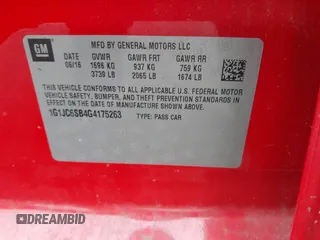 GM
MFD BY GENERAL MOTORS LLC
06/16 GVWR GAWR FRT GAWR RR
1696 KG 937 KG 759 KG
3739 LB 2065 LB 1674 LB
THIS VEHICLE CONFORMS TO ALL APPLICABLE U.S. FEDERAL MOTOR
VEHICLE SAFETY, BUMPER, AND THEFT PREVENTION STANDARDS
IN EFFECT ON THE DATE OF MANUFACTURE SHOWN ABOVE.
1G1JC6SB4G4175263 TYPE: PASS CAR
DREAMBID